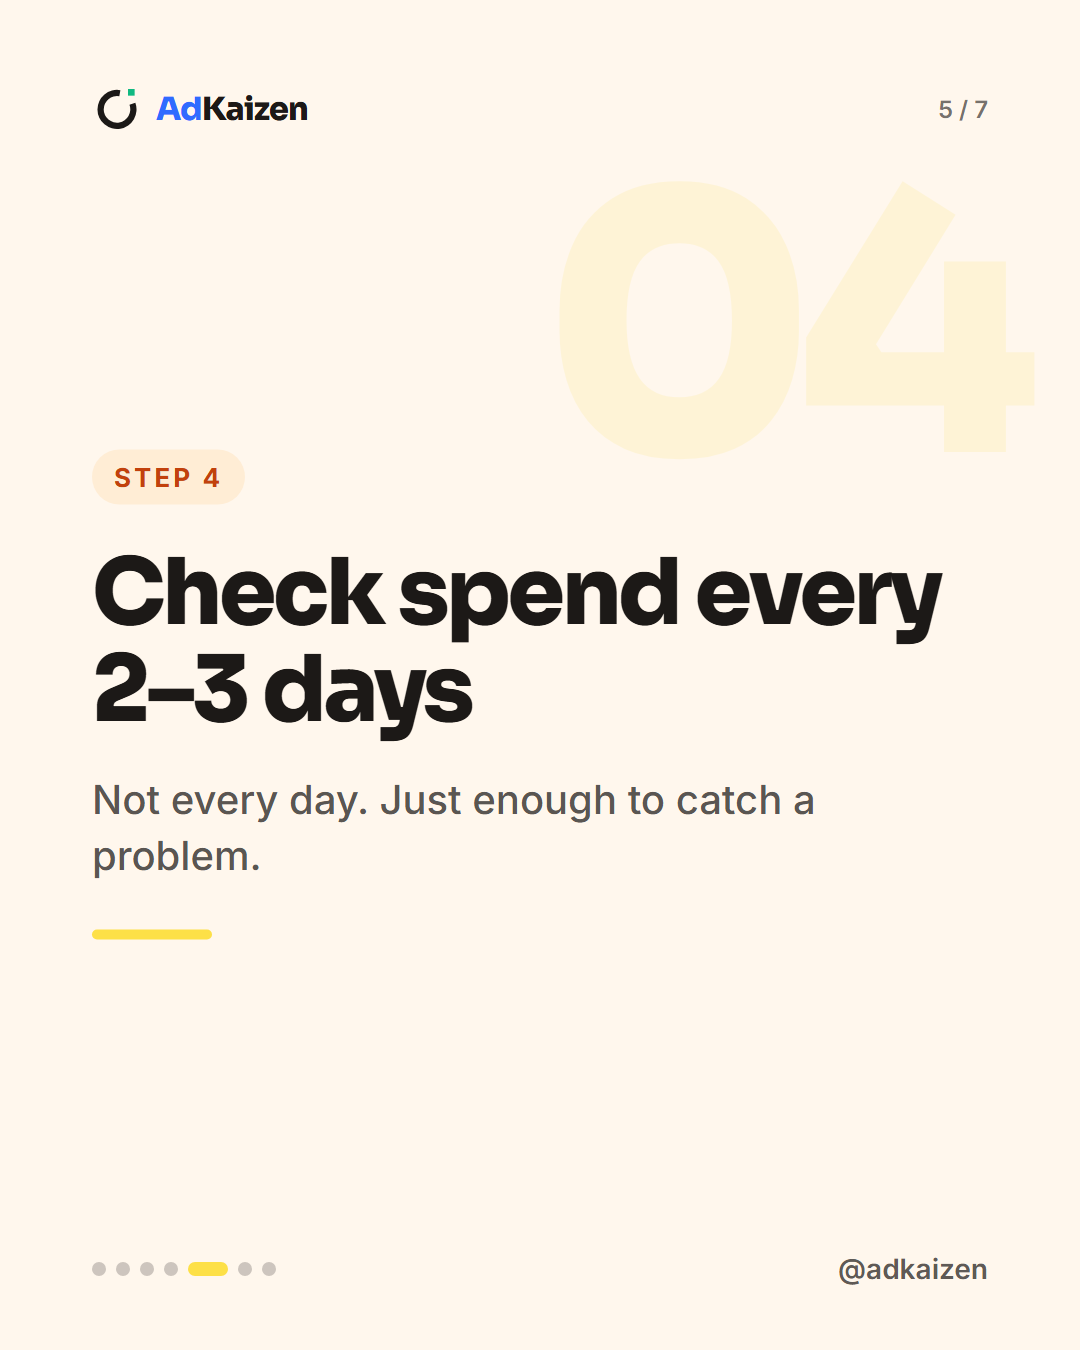 AdKaizen
5 / 7
04
STEP 4
Check spend every
2–3 days
Not every day. Just enough to catch a
problem.
@adkaizen